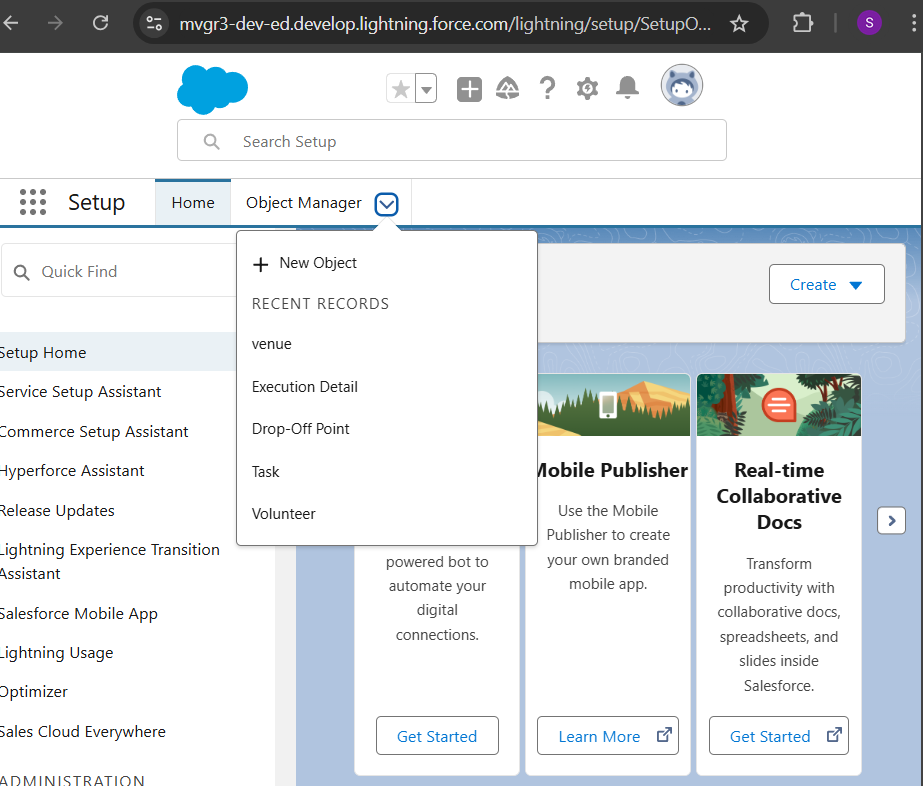 mvgr3-dev-ed.develop.lightning.force.com/lightning/setup/SetupO...
S
Search Setup
Setup
Home
Object Manager
Quick Find
New Object
RECENT RECORDS
venue
Execution Detail
Drop-Off Point
Task
Volunteer
Create
Setup Home
Service Setup Assistant
Commerce Setup Assistant
Hyperforce Assistant
Release Updates
Lightning Experience Transition
Assistant
Salesforce Mobile App
Lightning Usage
Optimizer
Sales Cloud Everywhere
ADMINISTRATION
powered bot to
automate your
digital
connections.
Get Started
Mobile Publisher
Use the Mobile
Publisher to create
your own branded
mobile app.
Learn More
Real-time
Collaborative
Docs
Transform
productivity with
collaborative docs,
spreadsheets, and
slides inside
Salesforce.
Get Started